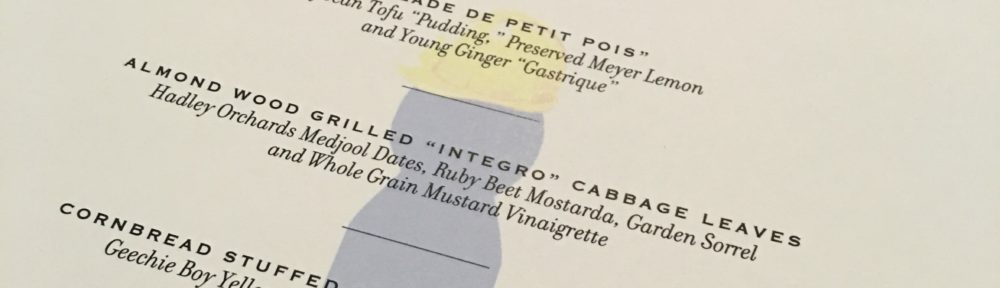 DE PETIT POIS”
Tofu “Pudding,” Preserved Meyer Lemon
and Young Ginger “Gastrique”
ALMOND WOOD GRILLED “INTEGRO” CABBAGE LEAVES
Hadley Orchards Medjool Dates, Ruby Beet Mostarda, Garden Sorrel
and Whole Grain Mustard Vinaigrette
CORNBREAD STUFFED
Geechie Boy